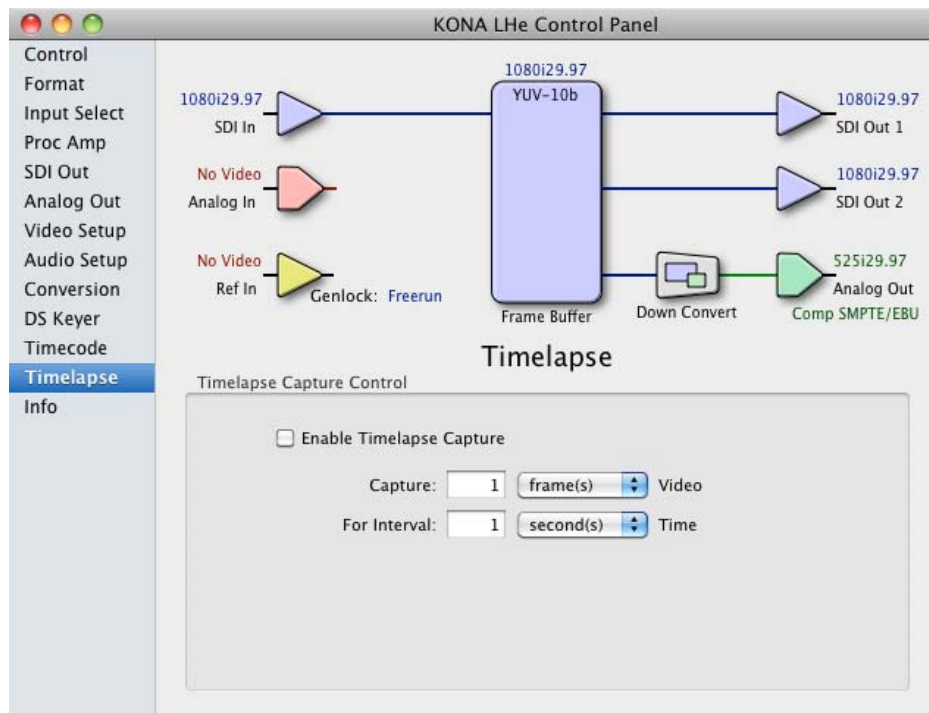 KONA LHe Control Panel
Control
Format
Input Select
Proc Amp
SDI Out
Analog Out
Video Setup
Audio Setup
Conversion
DS Keyer
Timecode
Timelapse
Info
1080i29.97
SDI In
No Video
Analog In
No Video
Ref In
Genlock: Freerun
1080i29.97
YUV-10b
Frame Buffer
Down Convert
1080i29.97
SDI Out 1
1080i29.97
SDI Out 2
525i29.97
Analog Out
Comp SMPTE/EBU
Timelapse
Timelapse Capture Control
Enable Timelapse Capture
Capture: 1 frame(s) Video
For Interval: 1 second(s) Time